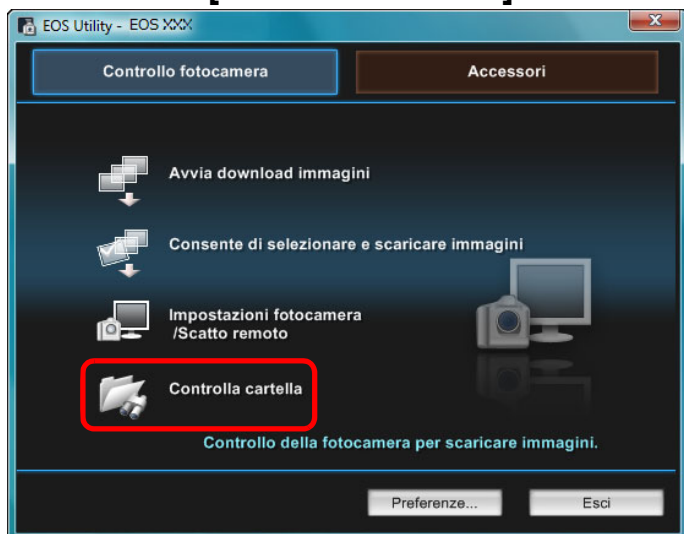 EOS Utility - EOS XXX
Controllo fotocamera
Accessori
Avvia download immagini
Consente di selezionare e scaricare immagini
Impostazioni fotocamera
/Scatto remoto
Controlla cartella
Controllo della fotocamera per scaricare immagini.
Preferenze...
Esci